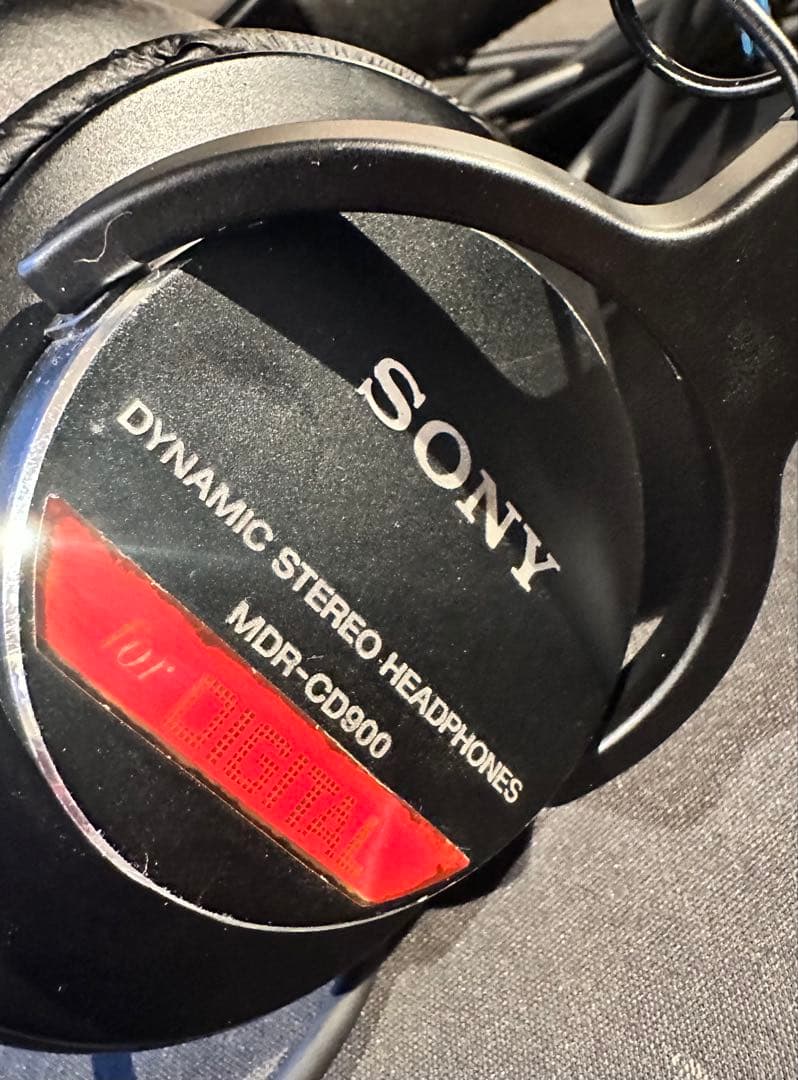 SONY
DYNAMIC STEREO HEADPHONES
MDR-CD900
for DIGITAL